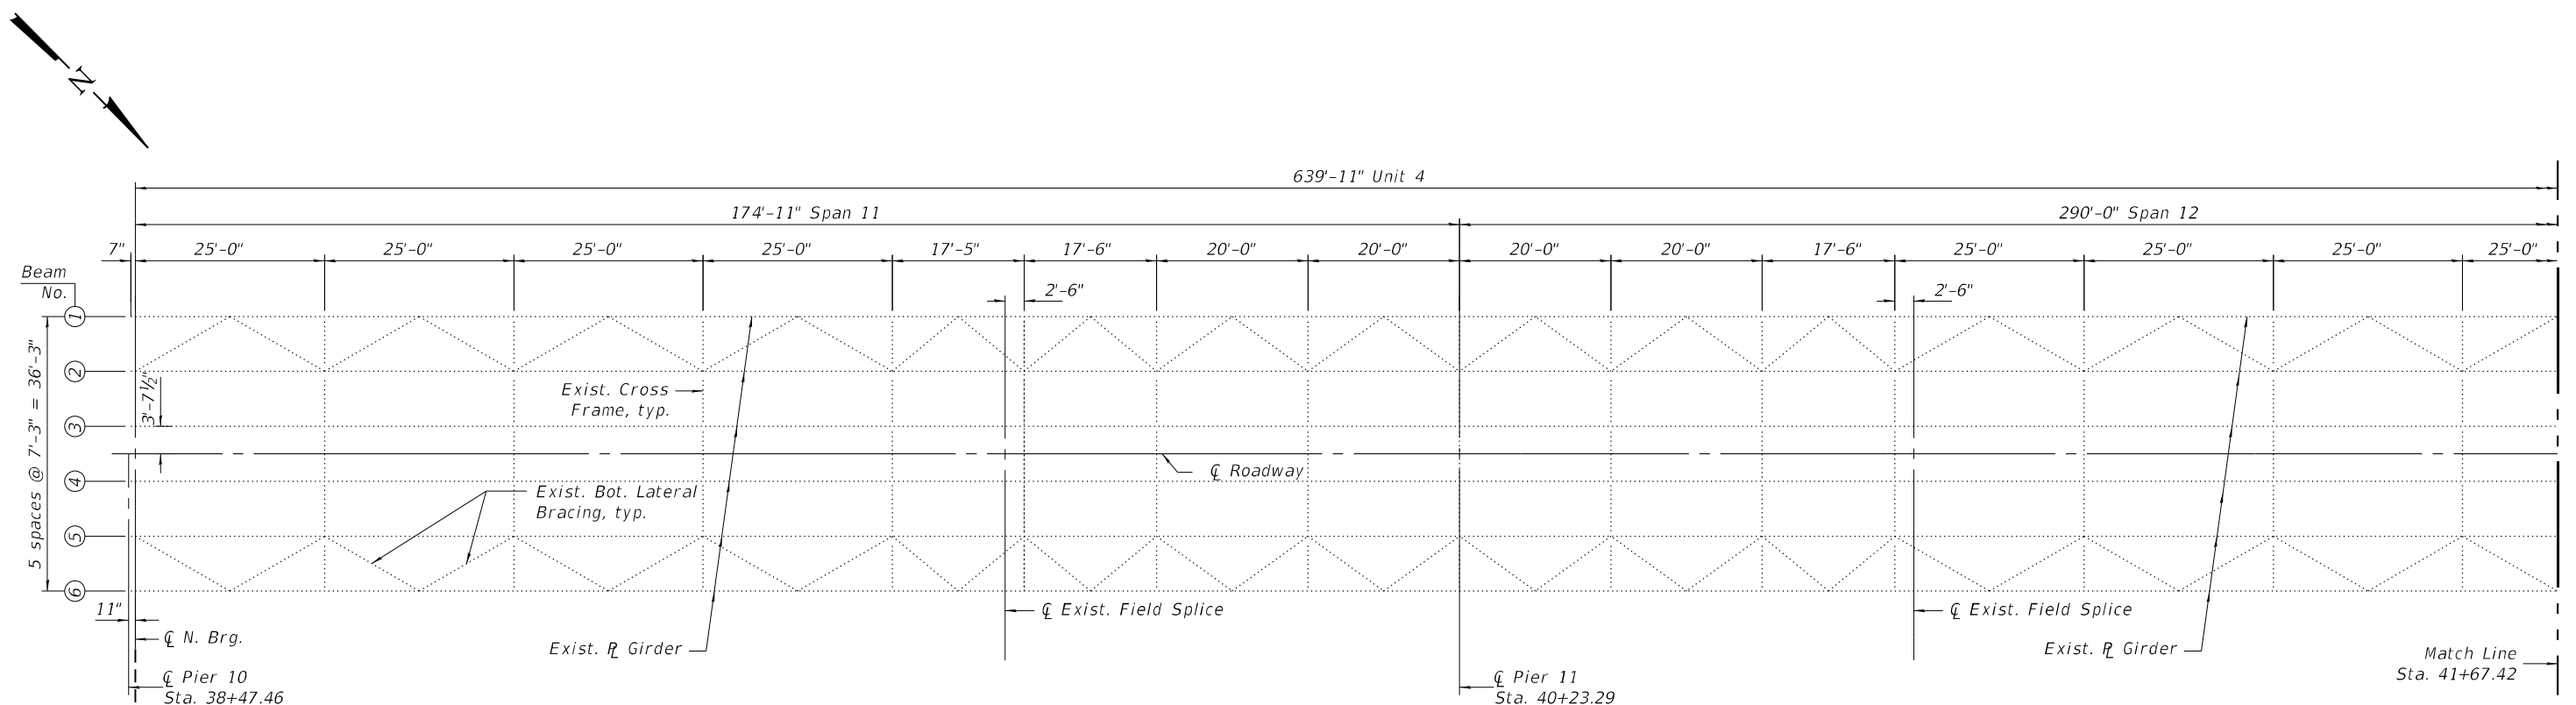 N
639'-11" Unit 4
174'-11" Span 11
290'-0" Span 12
7"
25'-0"
25'-0"
25'-0"
25'-0"
17'-5"
17'-6"
20'-0"
20'-0"
20'-0"
20'-0"
17'-6"
25'-0"
25'-0"
25'-0"
25'-0"
Beam
No.
2'-6"
2'-6"
1
2
3
4
5
6
5 spaces @ 7'-3" = 36'-3"
3'-7½"
Exist. Cross
Frame, typ.
℄ Roadway
Exist. Bot. Lateral
Bracing, typ.
11"
℄ N. Brg.
℄ Exist. Field Splice
℄ Exist. Field Splice
Exist. PL Girder
Exist. PL Girder
℄ Pier 10
Sta. 38+47.46
℄ Pier 11
Sta. 40+23.29
Match Line
Sta. 41+67.42